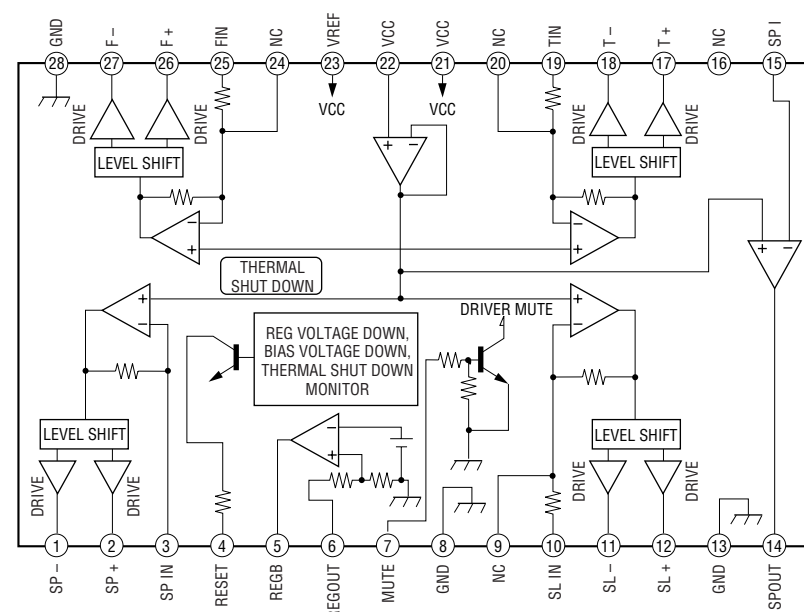 GND
F -
F +
FIN
NC
VREF
VCC
VCC
NC
TIN
T -
T +
NC
SP I
28
27
26
25
24
23
22
21
20
19
18
17
16
15
VCC
VCC
DRIVE
DRIVE
DRIVE
DRIVE
LEVEL SHIFT
LEVEL SHIFT
+ -
- +
- +
+ -
THERMAL
SHUT DOWN
+ -
+ -
DRIVER MUTE
REG VOLTAGE DOWN,
BIAS VOLTAGE DOWN,
THERMAL SHUT DOWN
MONITOR
LEVEL SHIFT
LEVEL SHIFT
- +
DRIVE
DRIVE
DRIVE
DRIVE
1
2
3
4
5
6
7
8
9
10
11
12
13
14
SP -
SP +
SP IN
RESET
REGB
MUTE
GND
NC
SL IN
SL -
SL +
GND
SPOUT